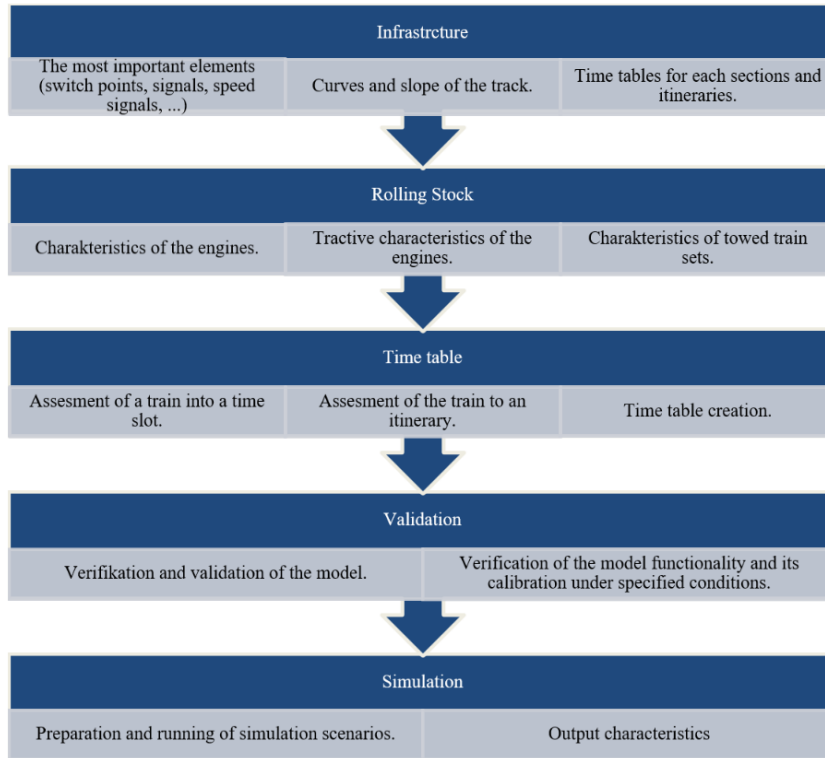 Infrastrcture
The most important elements
(switch points, signals, speed
signals, ...)
Curves and slope of the track.
Time tables for each sections and
itineraries.
Rolling Stock
Charakteristics of the engines.
Tractive characteristics of the
engines.
Charakteristics of towed train
sets.
Time table
Assesment of a train into a time
slot.
Assesment of the train to an
itinerary.
Time table creation.
Validation
Verifikation and validation of the model.
Verification of the model functionality and its
calibration under specified conditions.
Simulation
Preparation and running of simulation scenarios.
Output characteristics